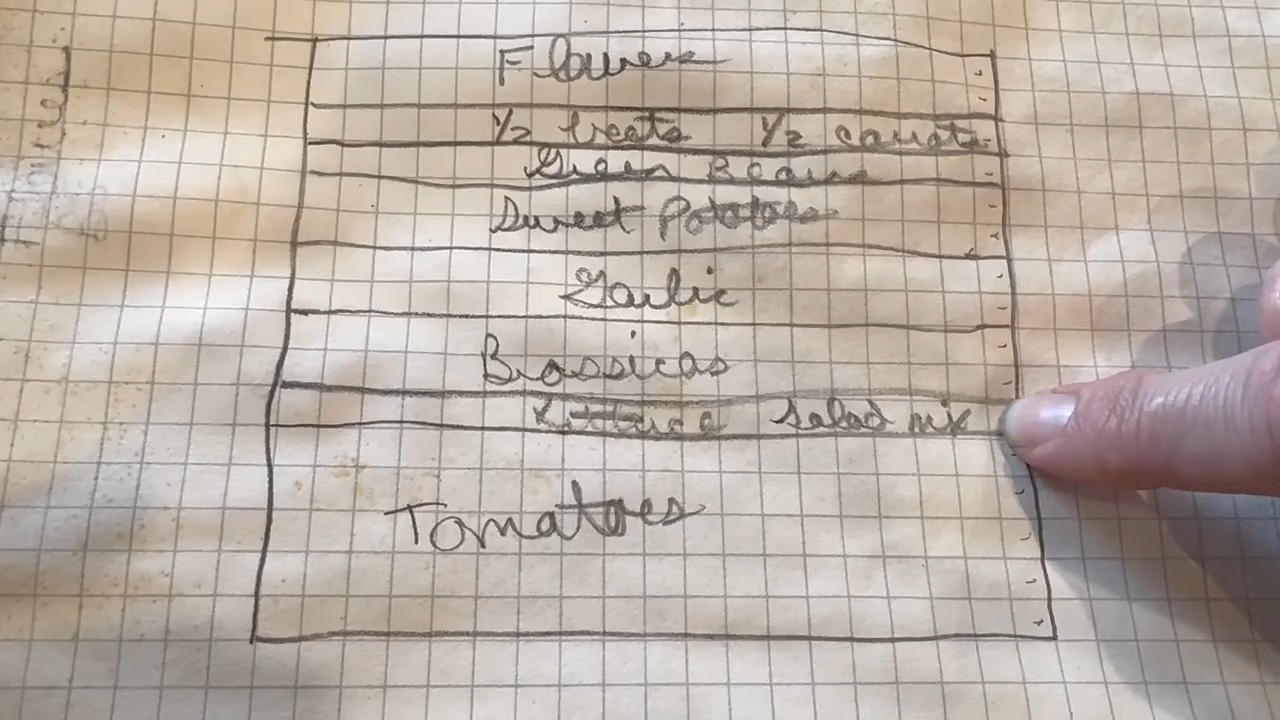 Flowers
1/2 beets 1/2 carrots
Green Beans
Sweet Potatoes
Garlic
Brassicas
Lettuce Salad mix
Tomatoes